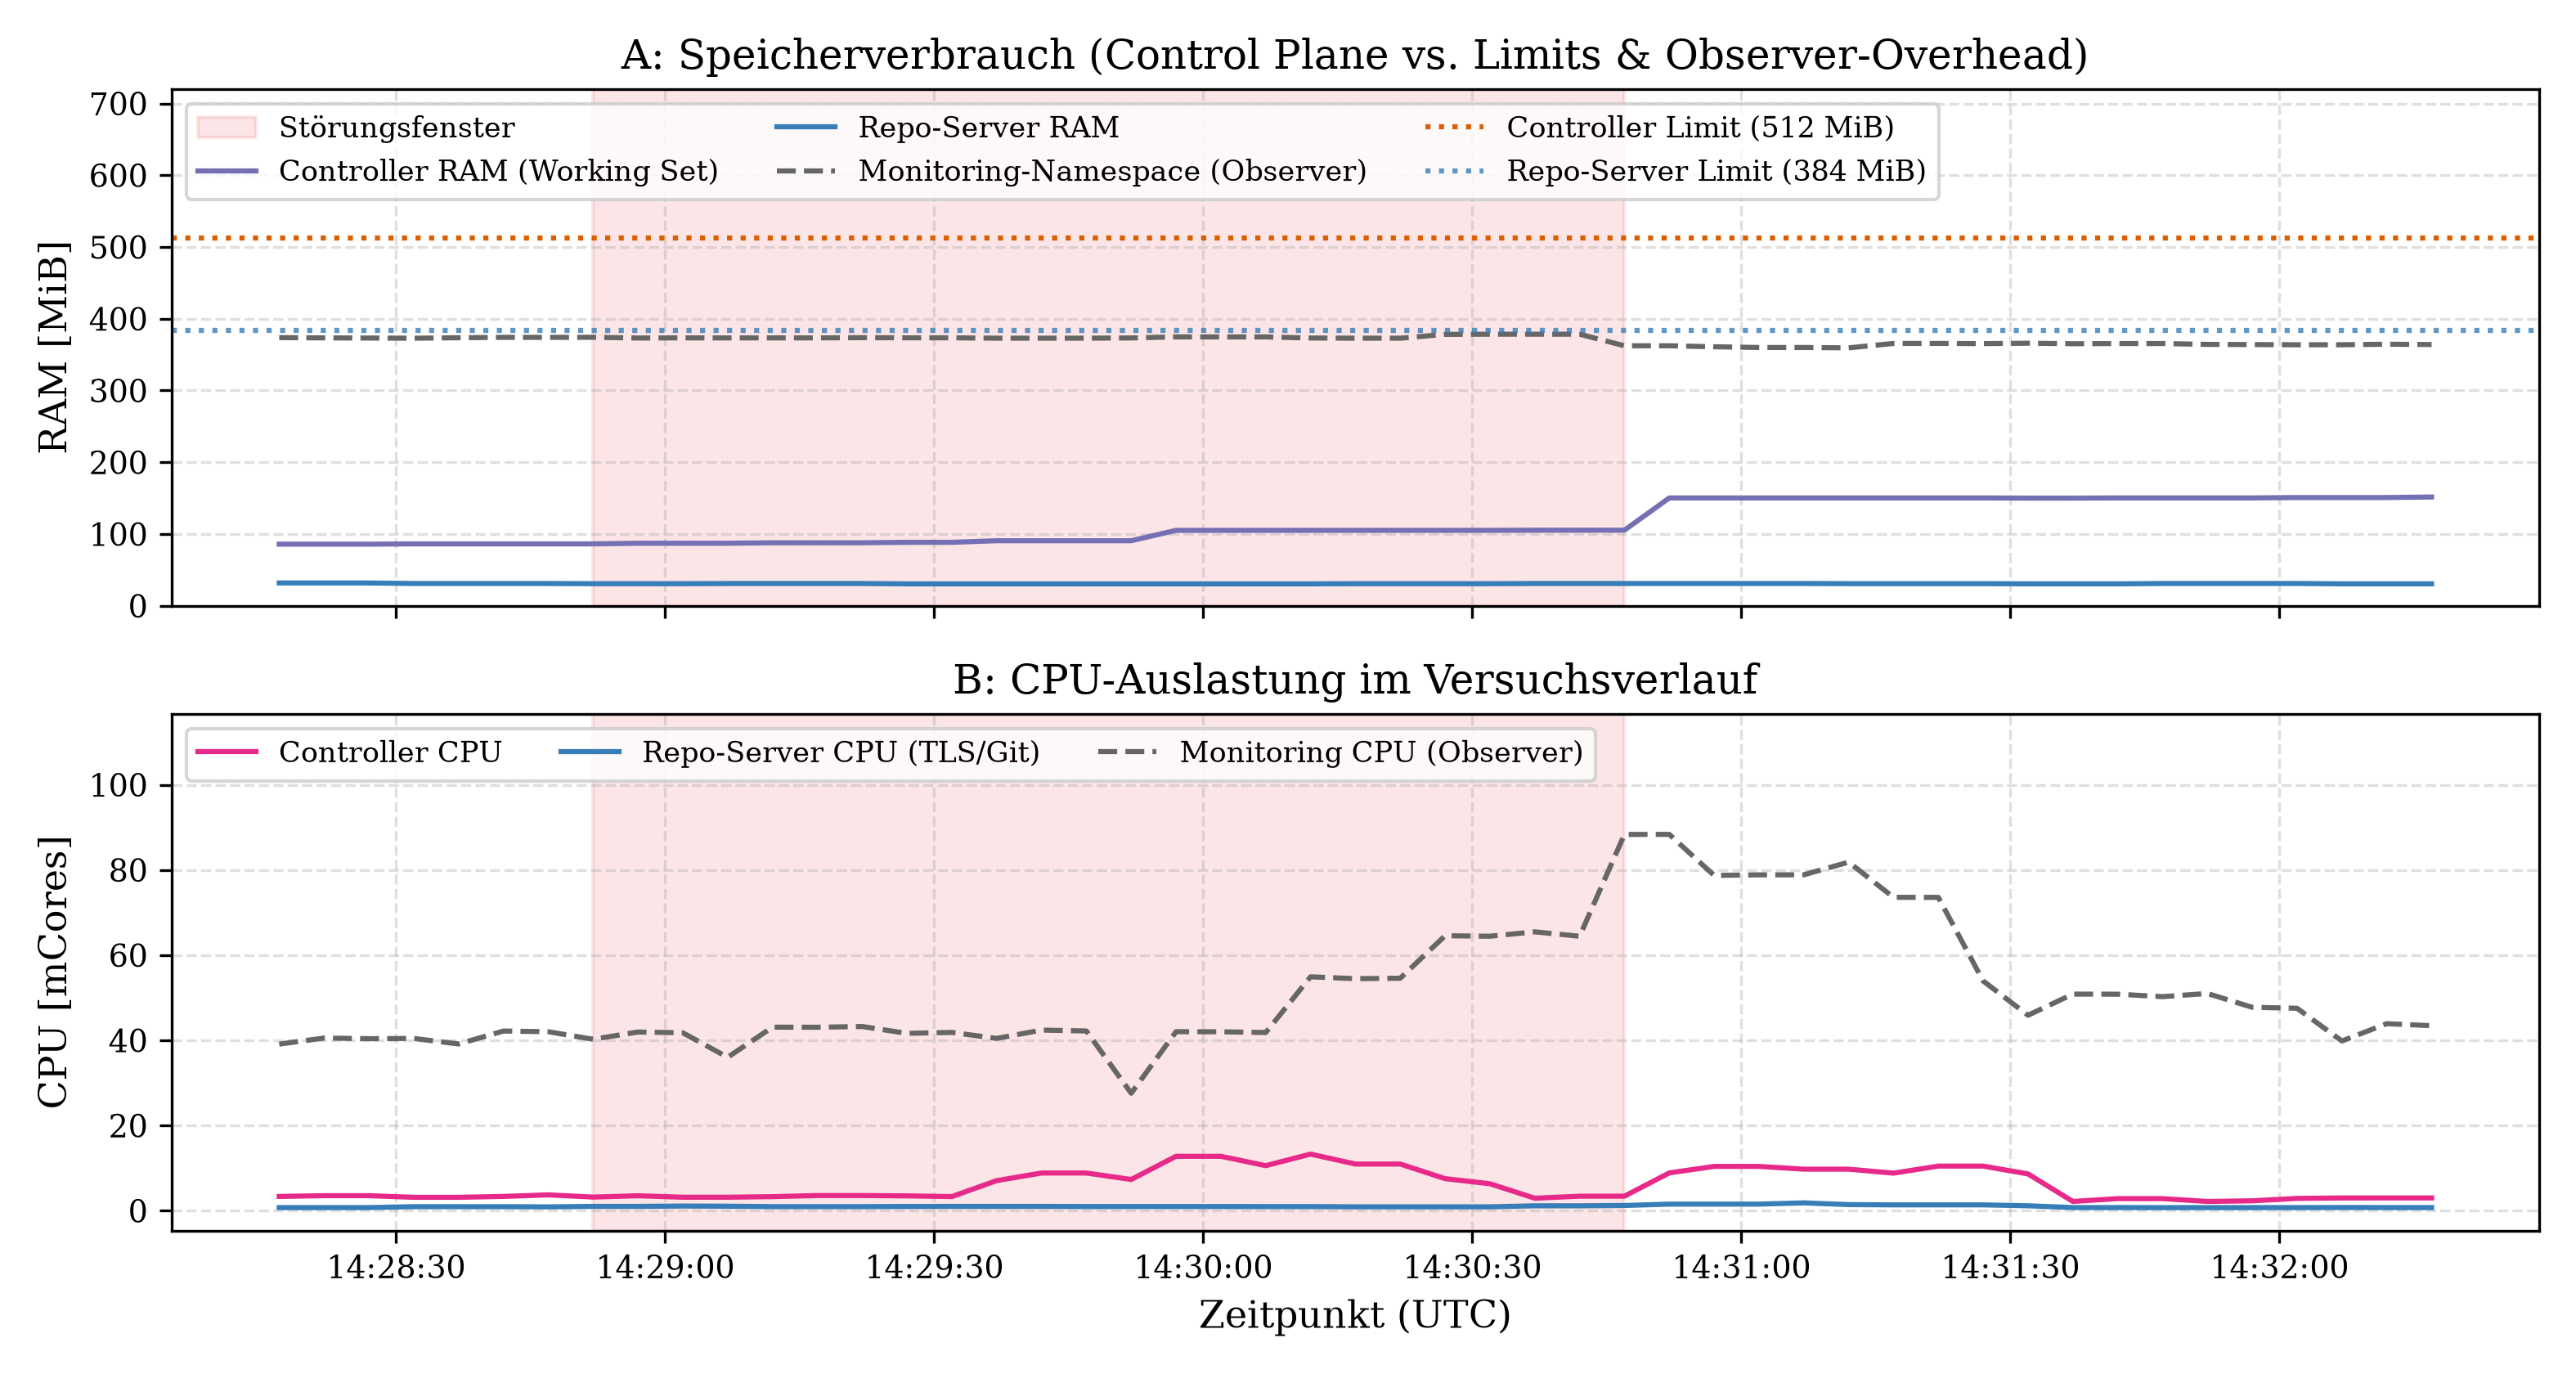 A: Speicherverbrauch (Control Plane vs. Limits & Observer-Overhead)
RAM [MiB]
700
600
500
400
300
200
100
0
Störungsfenster
Controller RAM (Working Set)
Repo-Server RAM
Monitoring-Namespace (Observer)
Controller Limit (512 MiB)
Repo-Server Limit (384 MiB)
B: CPU-Auslastung im Versuchsverlauf
CPU [mCores]
100
80
60
40
20
0
Controller CPU
Repo-Server CPU (TLS/Git)
Monitoring CPU (Observer)
14:28:30
14:29:00
14:29:30
14:30:00
14:30:30
14:31:00
14:31:30
14:32:00
Zeitpunkt (UTC)